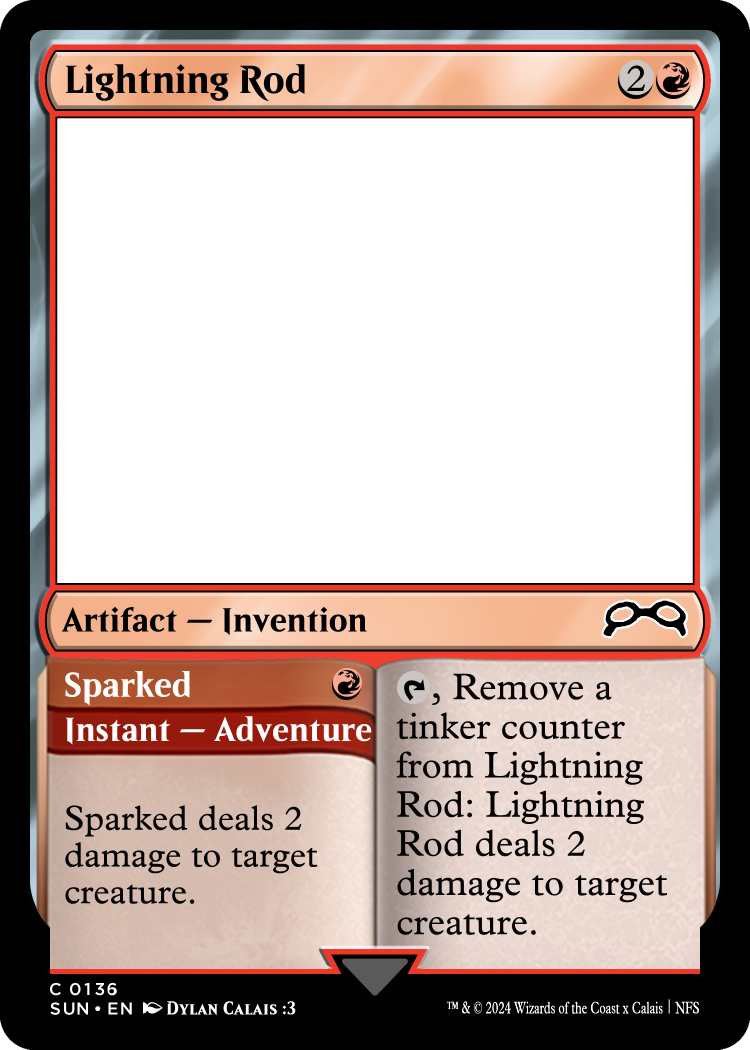 Lightning Rod 2
Artifact — Invention
Sparked
Instant — Adventure
Sparked deals 2
damage to target
creature.
, Remove a
tinker counter
from Lightning
Rod: Lightning
Rod deals 2
damage to target
creature.
C 0136
SUN • EN Dylan Calais :3
™ & © 2024 Wizards of the Coast x Calais | NFS